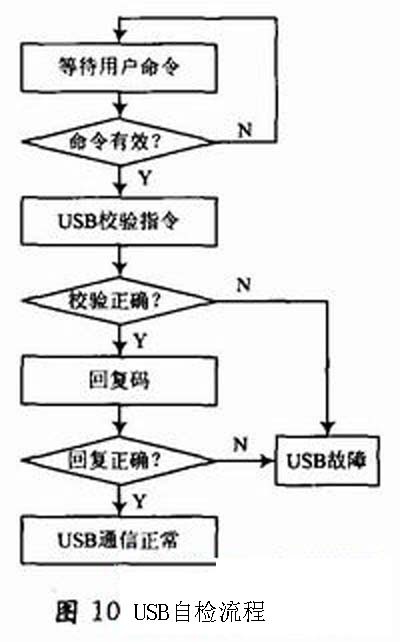 等待用户命令
命令有效?
N
Y
USB校验指令
校验正确?
N
Y
回复码
回复正确?
N
USB故障
Y
USB通信正常
图 10 USB自检流程